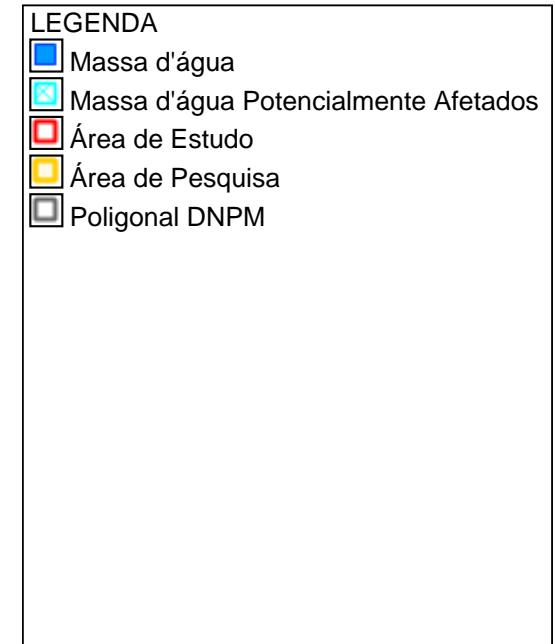 LEGENDA
Massa d'água
Massa d'água Potencialmente Afetados
Área de Estudo
Área de Pesquisa
Poligonal DNPM